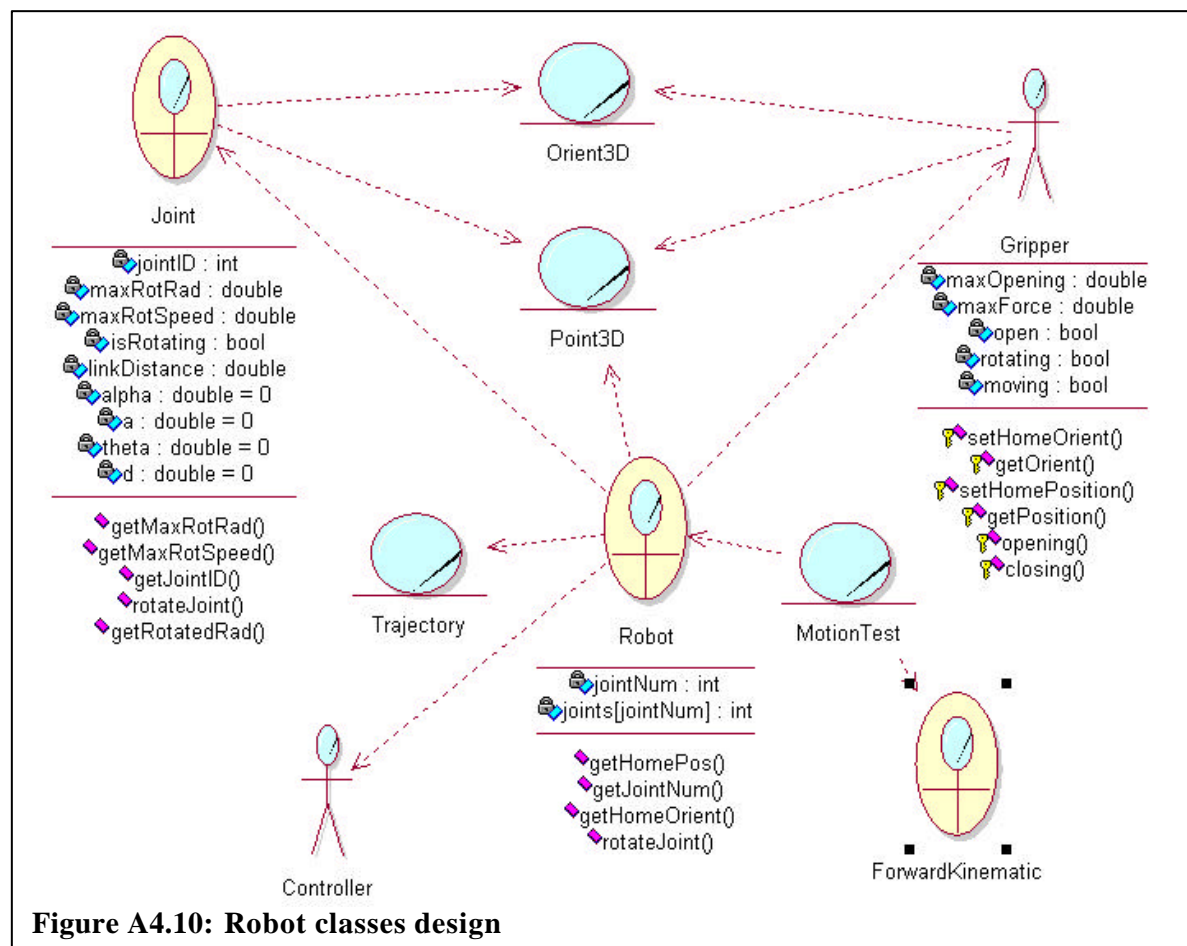 Orient3D
Joint
jointID : int
maxRotRad : double
maxRotSpeed : double
isRotating : bool
linkDistance : double
alpha : double = 0
a : double = 0
theta : double = 0
d : double = 0
getMaxRotRad()
getMaxRotSpeed()
getJointID()
rotateJoint()
getRotatedRad()
Point3D
Gripper
maxOpening : double
maxForce : double
open : bool
rotating : bool
moving : bool
setHomeOrient()
getOrient()
setHomePosition()
getPosition()
opening()
closing()
Trajectory
Robot
jointNum : int
joints[jointNum] : int
getHomePos()
getJointNum()
getHomeOrient()
rotateJoint()
MotionTest
Controller
ForwardKinematic
Figure A4.10: Robot classes design